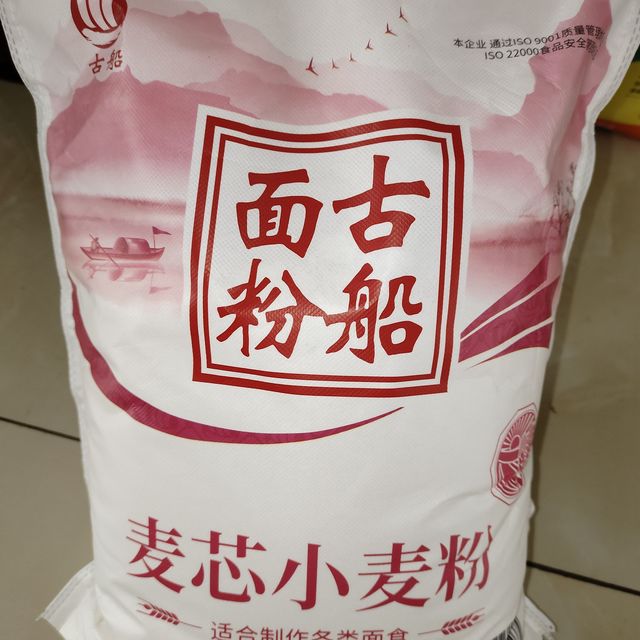 古船
本企业 通过ISO 9001质量管理
ISO 22000食品安全
古船
面粉
麦芯小麦粉
适合制作各类面食